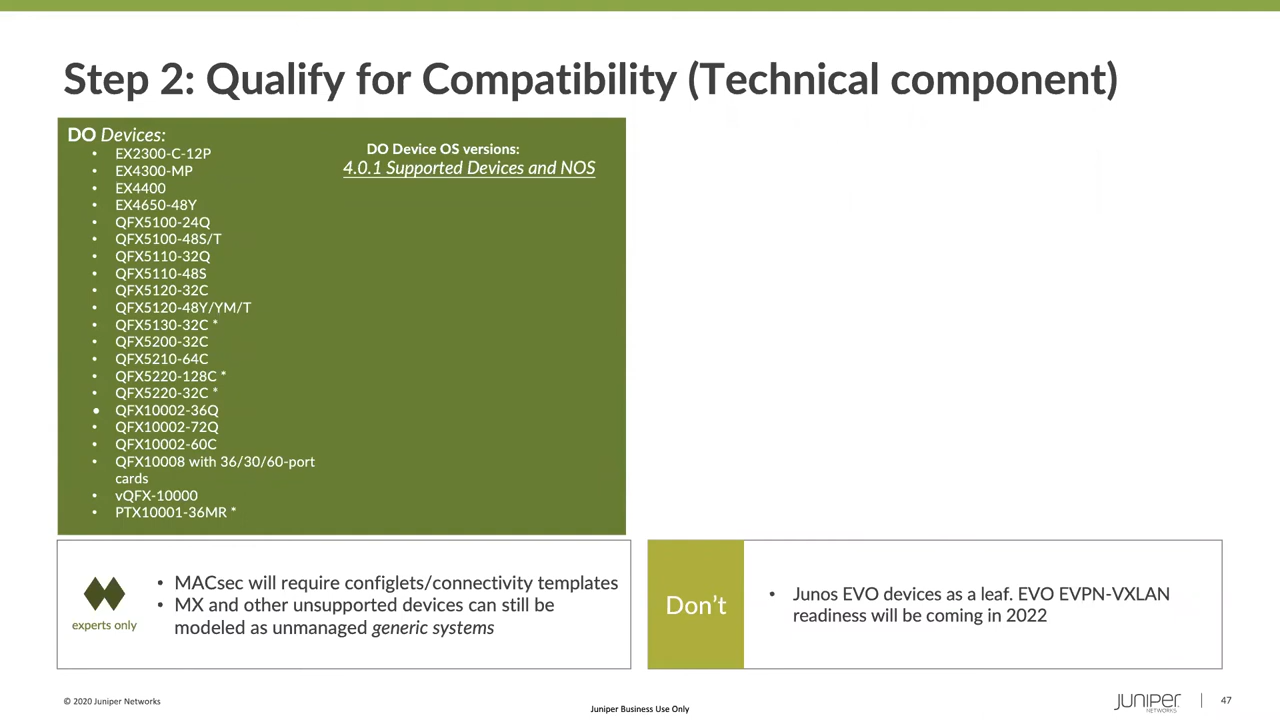 Step 2: Qualify for Compatibility (Technical component)
DO Devices:
• EX2300-C-12P
• EX4300-MP
• EX4400
• EX4650-48Y
• QFX5100-24Q
• QFX5100-48S/T
• QFX5110-32Q
• QFX5110-48S
• QFX5120-32C
• QFX5120-48Y/YM/T
• QFX5130-32C *
• QFX5200-32C
• QFX5210-64C
• QFX5220-128C *
• QFX5220-32C *
• QFX10002-36Q
• QFX10002-72Q
• QFX10002-60C
• QFX10008 with 36/30/60-port
cards
• vQFX-10000
• PTX10001-36MR *
DO Device OS versions:
4.0.1 Supported Devices and NOS
experts only
• MACsec will require configlets/connectivity templates
• MX and other unsupported devices can still be
modeled as unmanaged generic systems
Don't
• Junos EVO devices as a leaf. EVO EVPN-VXLAN
readiness will be coming in 2022
© 2020 Juniper Networks
Juniper Business Use Only
JUNIPER
NETWORKS
47